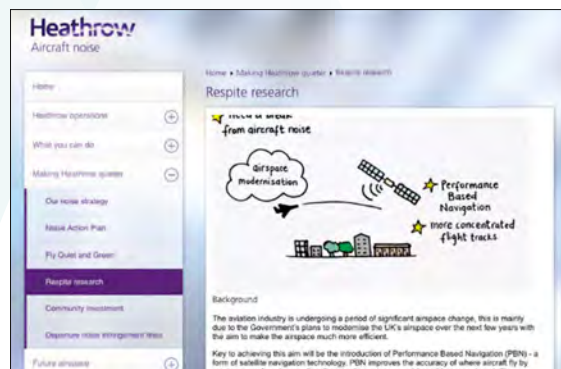 Heathrow
Aircraft noise
Home
Heathrow operations
What you can do
Making Heathrow quieter
Our noise strategy
Noise Action Plan
Fly Quiet and Green
Respite research
Community investment
Departure noise infringement fines
Future airspace
Home Making Heathrow quieter Respite research
Respite research
need a break
from aircraft noise
airspace
modernisation
Performance
Based
Navigation
more concentrated
flight tracks
Background
The aviation industry is undergoing a period of significant airspace change, this is mainly
due to the Government's plans to modernise the UK's airspace over the next few years with
the aim to make the airspace much more efficient.
Key to achieving this aim will be the introduction of Performance Based Navigation (PBN) - a
form of satellite navigation technology. PBN improves the accuracy of where aircraft fly by